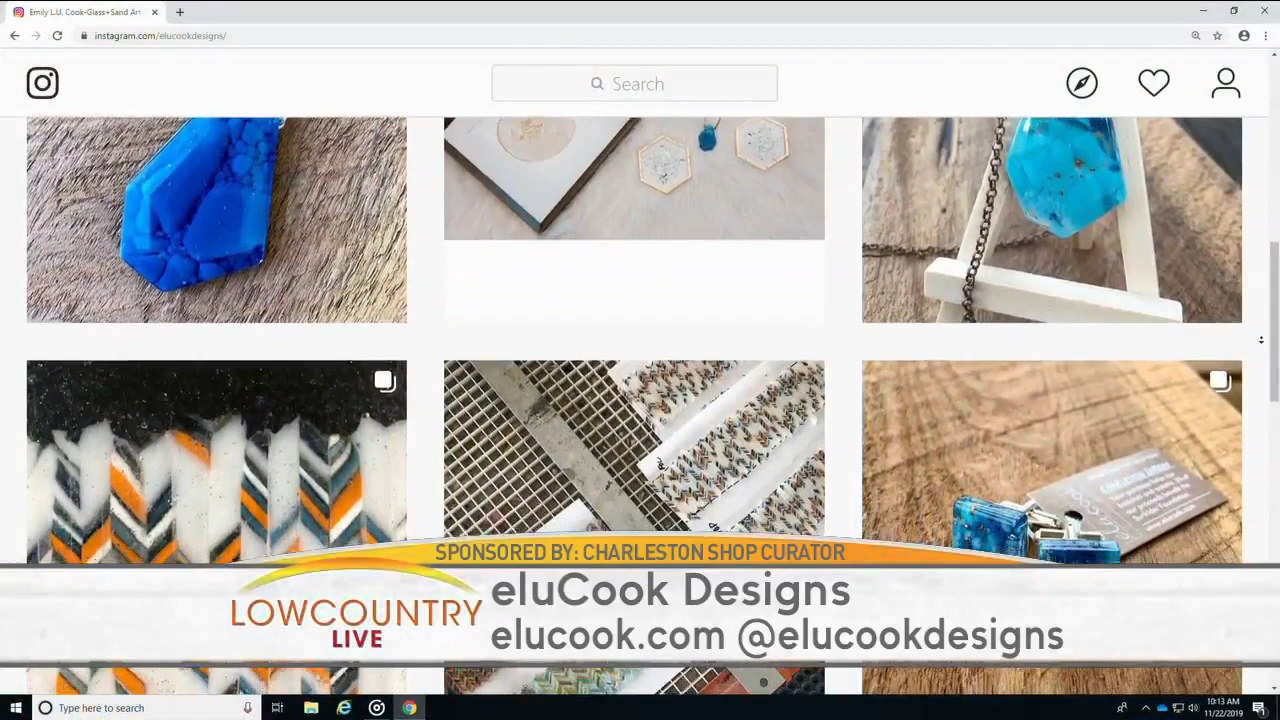 Emily L.U. Cook-Glass+Sand Ar
instagram.com/elucookdesigns/
Search
SPONSORED BY: CHARLESTON SHOP CURATOR
LOWCOUNTRY
LIVE
eluCook Designs
elucook.com @elucookdesigns
Type here to search
10:13 AM
11/22/2019